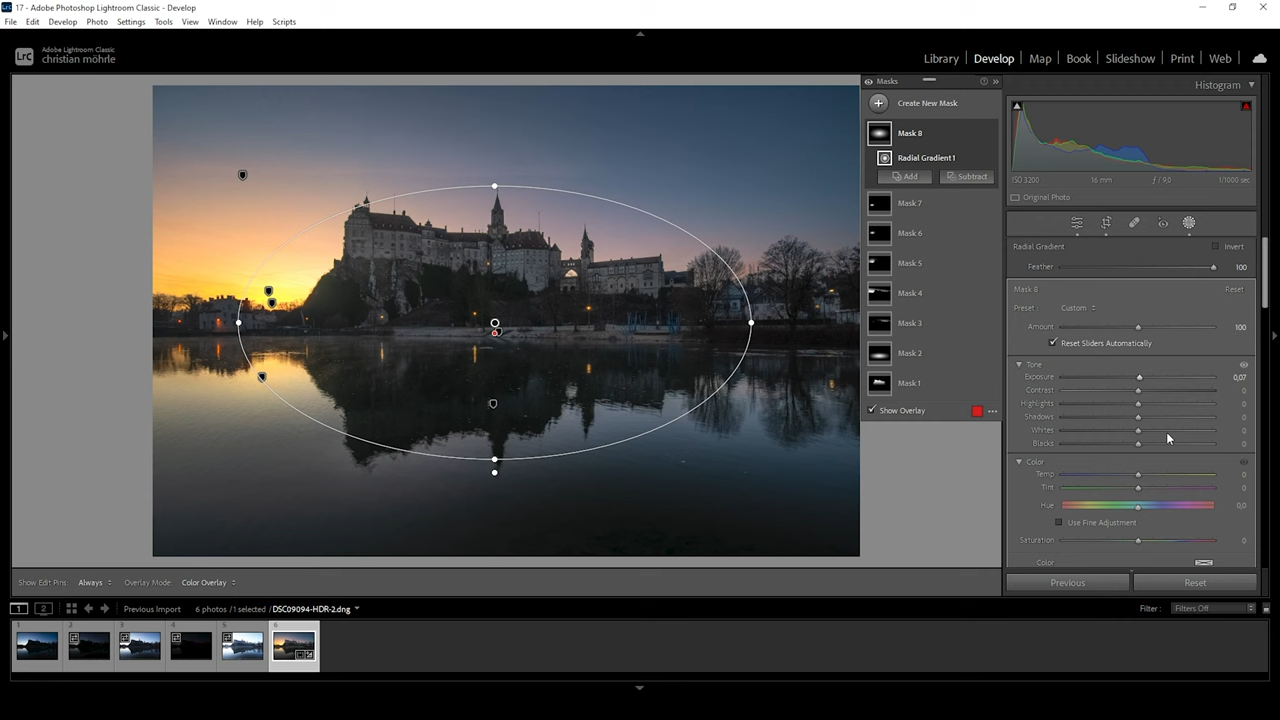 17 - Adobe Photoshop Lightroom Classic - Develop
File Edit Develop Photo Settings Tools View Window Help Scripts
Lrc
Adobe Lightroom Classic
christian möhrle
Library | Develop | Map | Book | Slideshow | Print | Web
Masks
Create New Mask
Mask 8
Radial Gradient 1
Add Subtract
Mask 7
Mask 6
Mask 5
Mask 4
Mask 3
Mask 2
Mask 1
Show Overlay
Histogram
ISO 3200 16 mm ƒ / 9,0 1/1000 sec
Original Photo
Radial Gradient Invert
Feather 100
Mask 8 Reset
Preset: Custom
Amount 100
Reset Sliders Automatically
Tone
Exposure 0,07
Contrast 0
Highlights 0
Shadows 0
Whites 0
Blacks 0
Color
Temp 0
Tint 0
Hue 0,0
Use Fine Adjustment
Saturation 0
Color
Previous Reset
Show Edit Pins: Always Overlay Mode: Color Overlay
1 2 Previous Import 6 photos / 1 selected / DSC09094-HDR-2.dng Filter : Filters Off
1 2 3 4 5 6